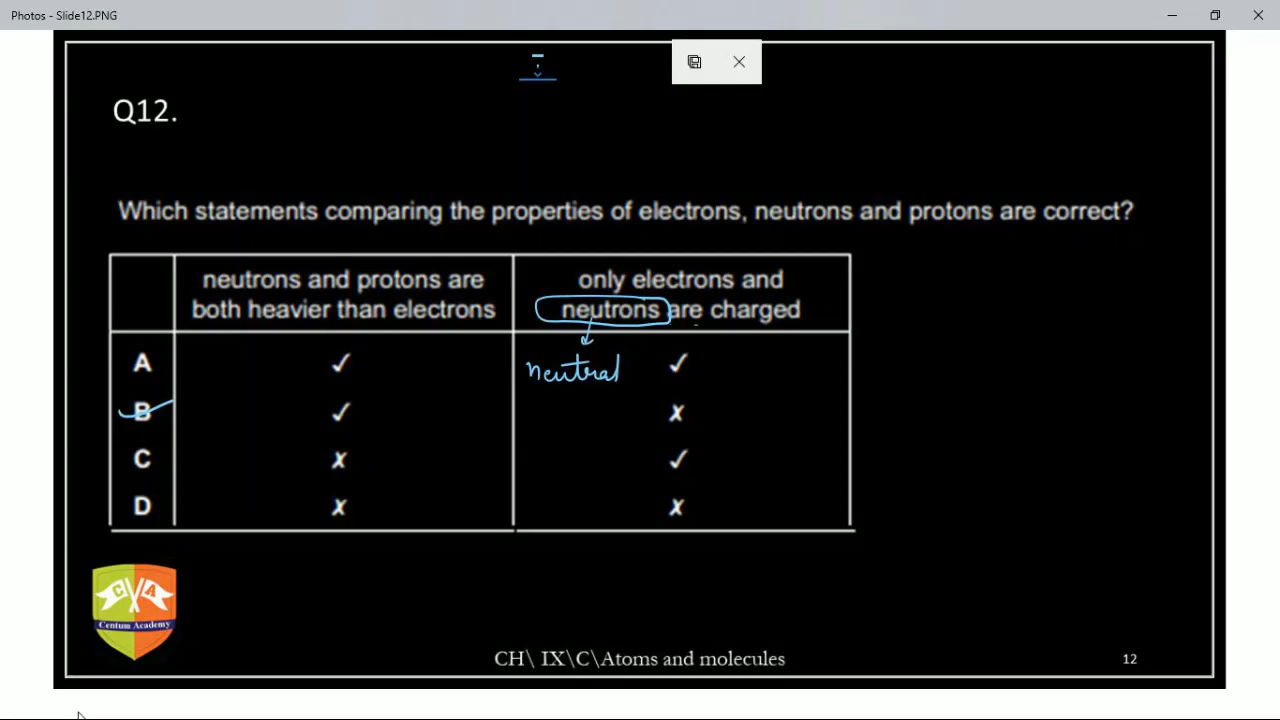 Photos - Slide12.PNG
Q12.
Which statements comparing the properties of electrons, neutrons and protons are correct?
neutrons and protons are
both heavier than electrons
only electrons and
neutrons are charged
A ✓ neutral ✓
B ✓ ✗
C ✗ ✓
D ✗ ✗
C A
Centum Academy
CH\ IX\C\Atoms and molecules
12